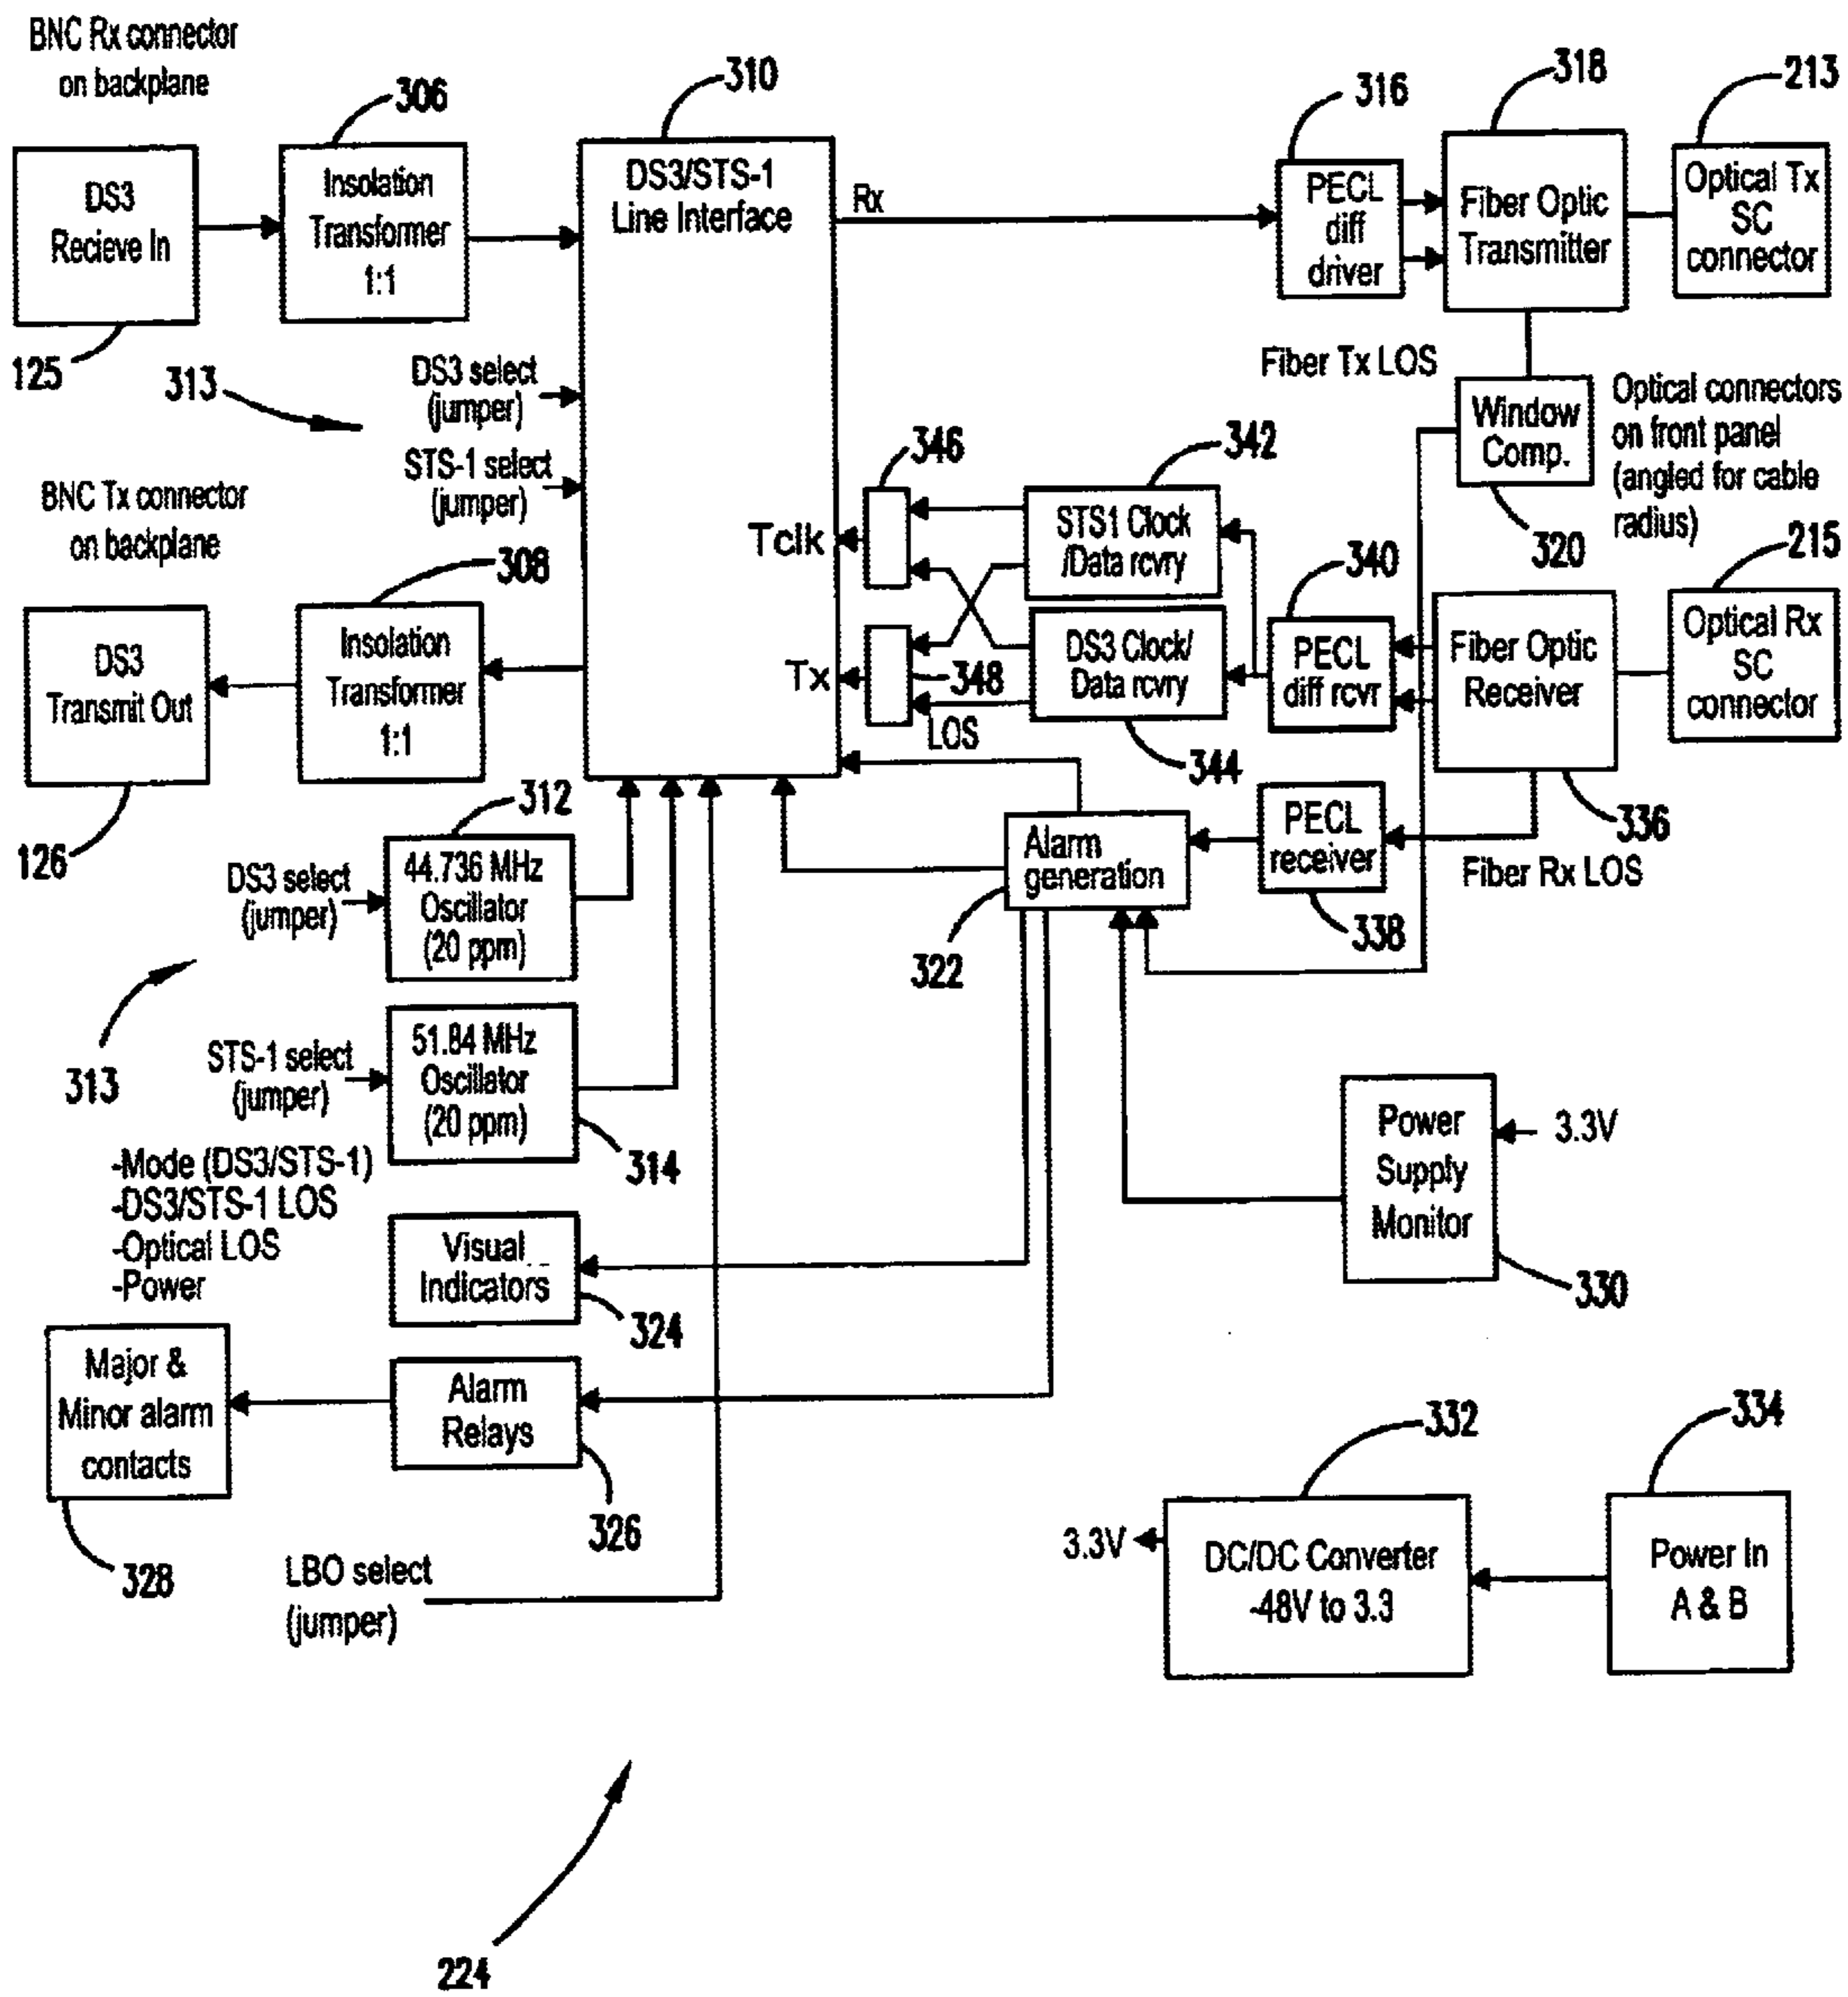 BNC Rx connector
on backplane
306
310
316
318
213
DS3
Recieve In
Insolation
Transformer
1:1
DS3/STS-1
Line Interface
Rx
PECL
diff
driver
Fiber Optic
Transmitter
Optical Tx
SC
connector
125
313
DS3 select
(jumper)
STS-1 select
(jumper)
Fiber Tx LOS
Window
Comp.
320
Optical connectors
on front panel
(angled for cable
radius)
BNC Tx connector
on backplane
308
346
342
340
215
Tclk
STS1 Clock
/Data rcvry
DS3
Transmit Out
Insolation
Transformer
1:1
Tx
348
LOS
DS3 Clock/
Data rcvry
344
PECL
diff rcvr
Fiber Optic
Receiver
Optical Rx
SC
connector
126
312
336
DS3 select
(jumper)
44.736 MHz
Oscillator
(20 ppm)
Alarm
generation
322
PECL
receiver
338
Fiber Rx LOS
313
STS-1 select
(jumper)
51.84 MHz
Oscillator
(20 ppm)
314
Power
Supply
Monitor
3.3V
330
-Mode (DS3/STS-1)
-DS3/STS-1 LOS
-Optical LOS
-Power
Visual
Indicators
324
Major &
Minor alarm
contacts
328
Alarm
Relays
326
LBO select
(jumper)
332
334
3.3V
DC/DC Converter
-48V to 3.3
Power In
A & B
224